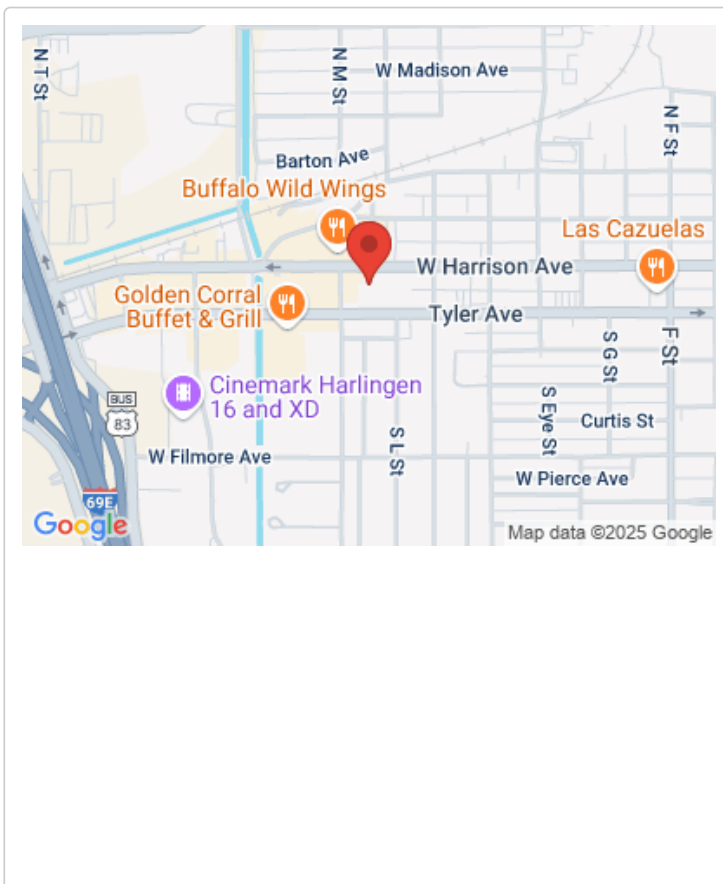 N T St
N M St
W Madison Ave
N F St
Barton Ave
Buffalo Wild Wings
Las Cazuelas
W Harrison Ave
Golden Corral
Buffet & Grill
Tyler Ave
F St
S G St
Cinemark Harlingen
16 and XD
BUS
83
S Eye St
Curtis St
S L St
W Filmore Ave
W Pierce Ave
69E
Google
Map data ©2025 Google